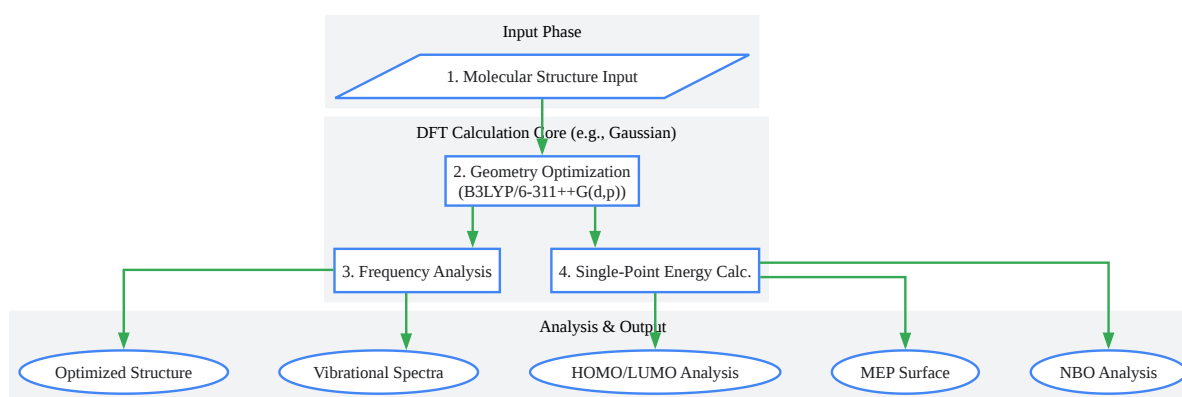 Input Phase
1. Molecular Structure Input
DFT Calculation Core (e.g., Gaussian)
2. Geometry Optimization
(B3LYP/6-311++G(d,p))
3. Frequency Analysis
4. Single-Point Energy Calc.
Analysis & Output
Optimized Structure
Vibrational Spectra
HOMO/LUMO Analysis
MEP Surface
NBO Analysis